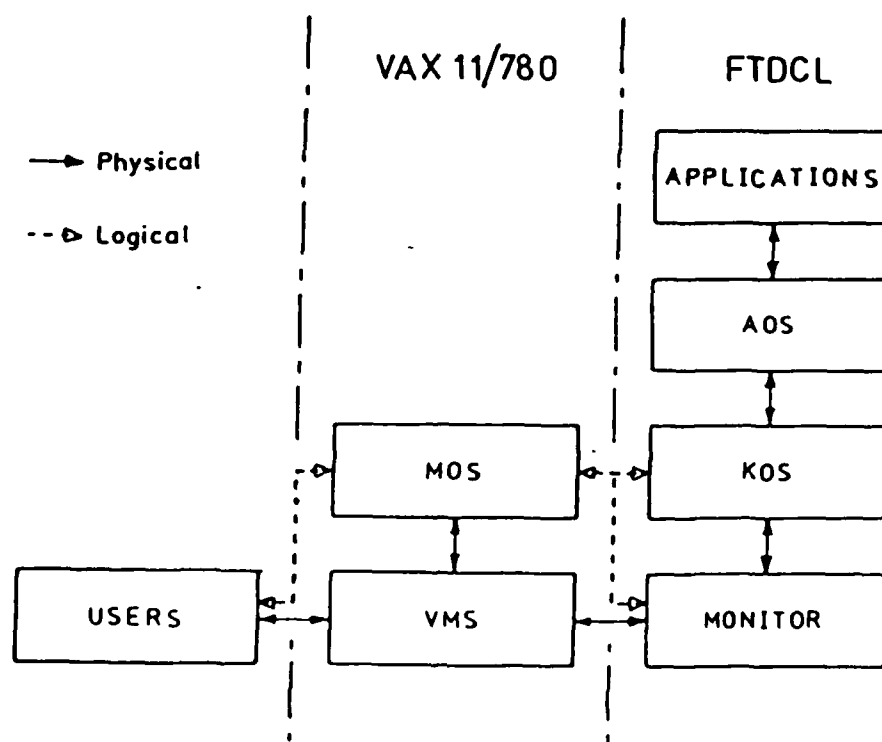 VAX 11/780
FTDCL
Physical
Logical
APPLICATIONS
AOS
MOS
KOS
USERS
VMS
MONITOR